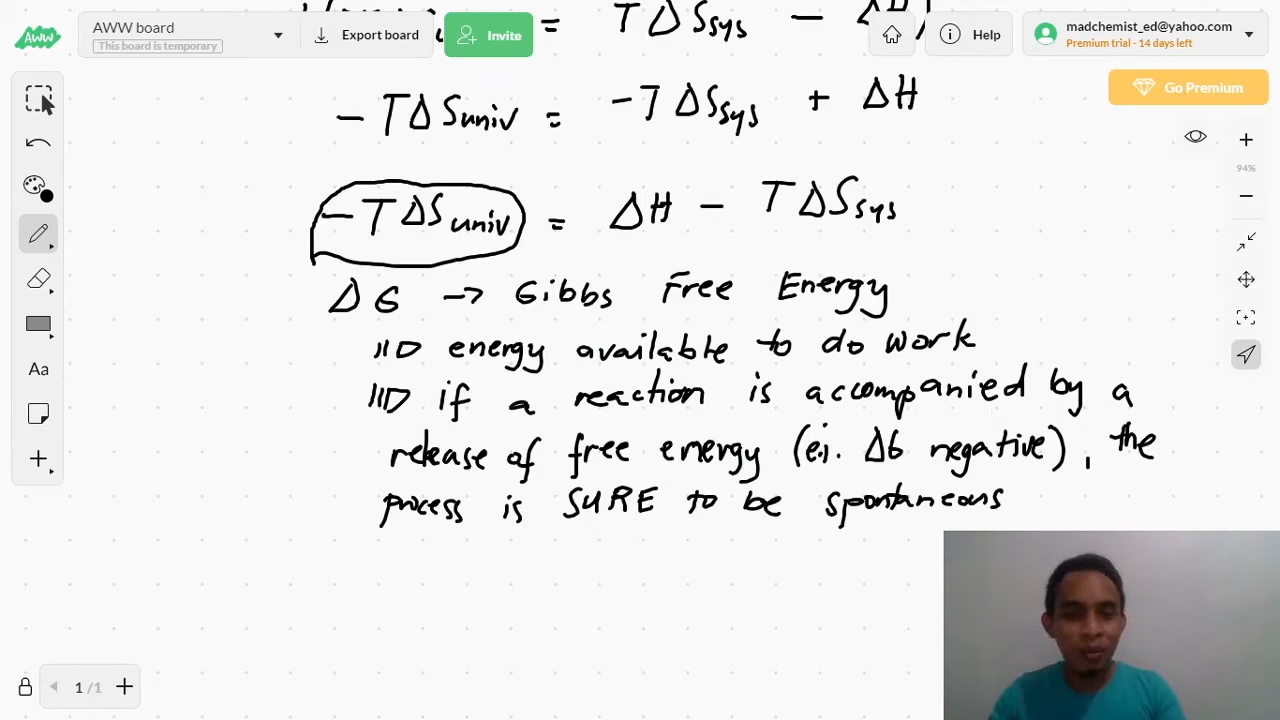 = TΔSsys − ΔH
AWW board
This board is temporary
Export board
Invite
Help
madchemist_ed@yahoo.com
Premium trial - 14 days left
Go Premium
− TΔSuniv = −TΔSsys + ΔH
94%
−TΔSuniv = ΔH − TΔSsys
ΔG → Gibbs Free Energy
energy available to do work
Aa
if a reaction is accompanied by a
release of free energy (e.i. ΔG negative), the
process is SURE to be spontaneous
1 /1